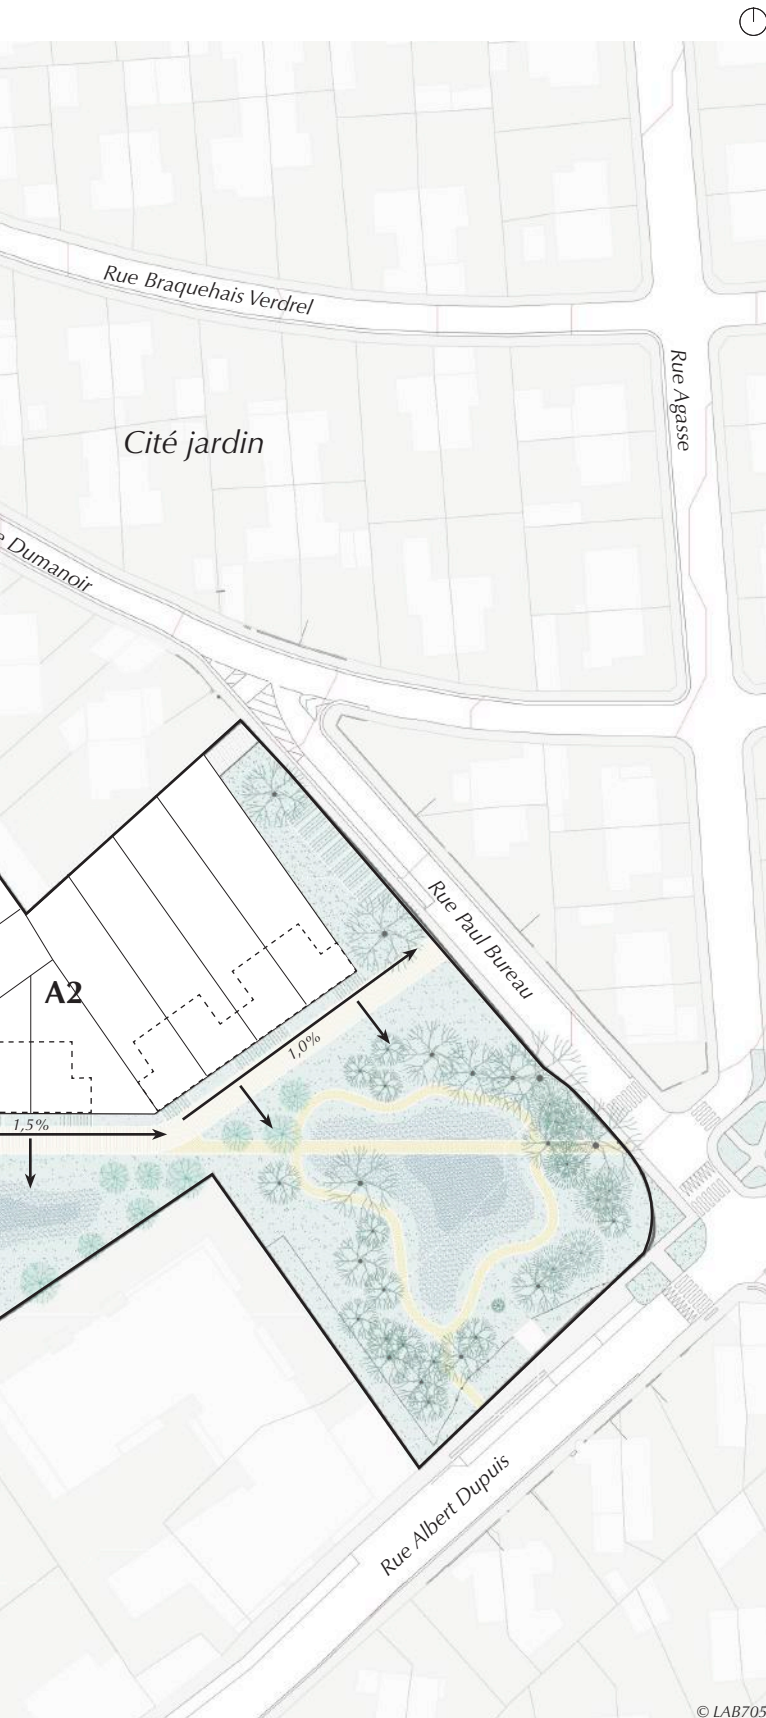 Rue Braquehais Verdrel
Rue Agasse
Cité jardin
Dumanoir
Rue Paul Bureau
A2
1,0%
1,5%
Rue Albert Dupuis
© LAB705